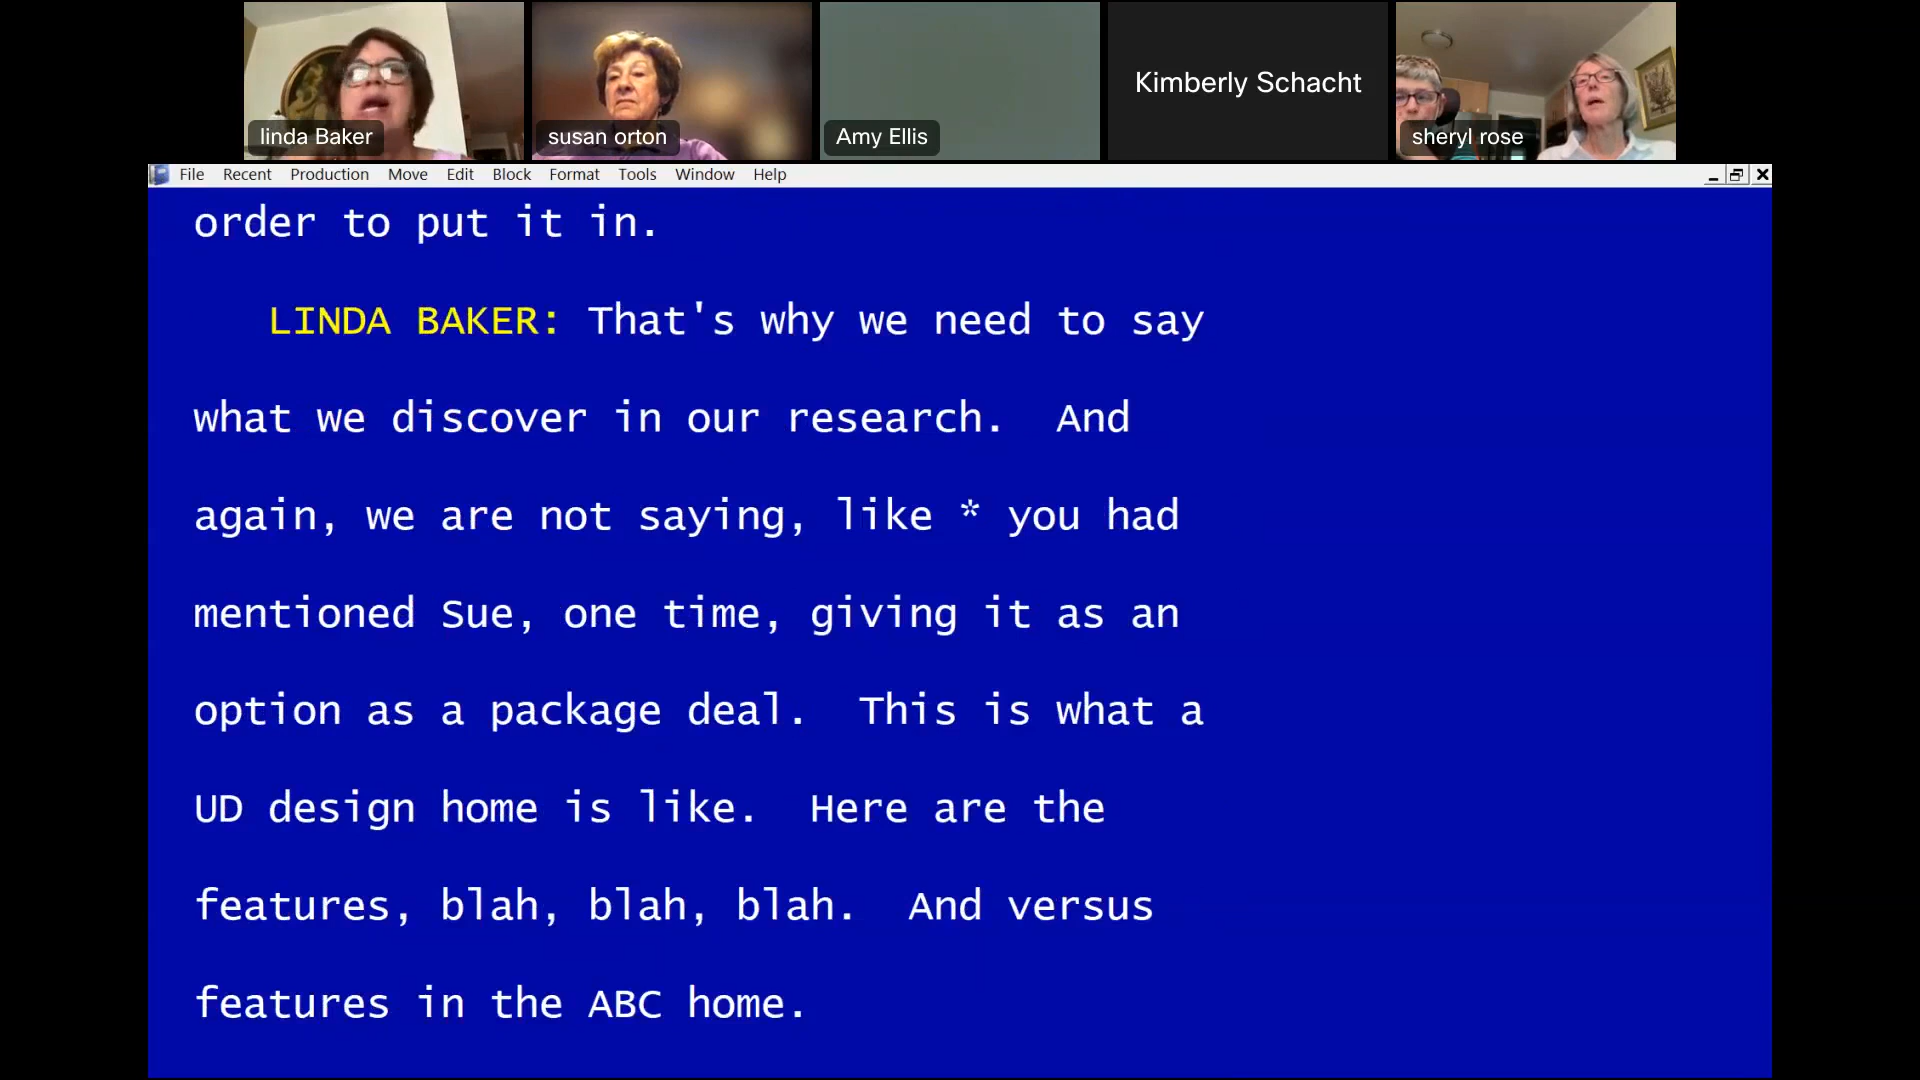 linda Baker
susan orton
Amy Ellis
Kimberly Schacht
sheryl rose
File Recent Production Move Edit Block Format Tools Window Help
order to put it in.
LINDA BAKER: That's why we need to say
what we discover in our research. And
again, we are not saying, like * you had
mentioned Sue, one time, giving it as an
option as a package deal. This is what a
UD design home is like. Here are the
features, blah, blah, blah. And versus
features in the ABC home.